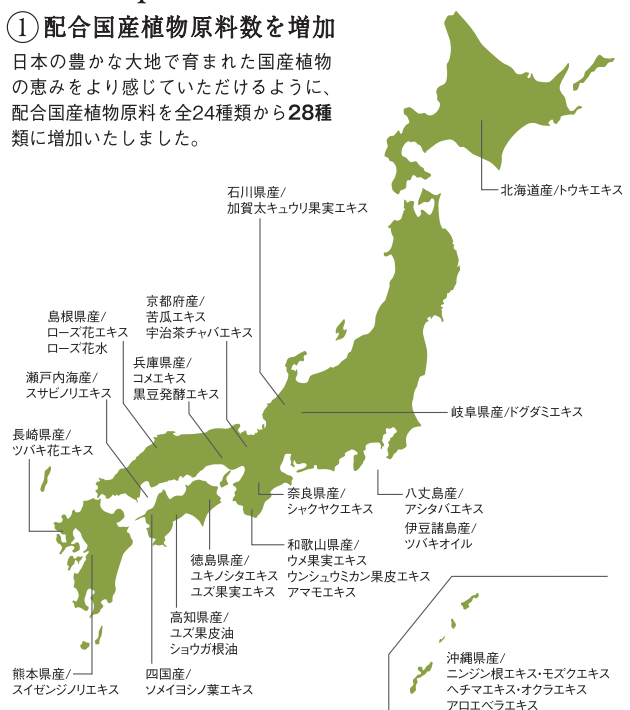 ①配合国産植物原料数を増加
日本の豊かな大地で育まれた国産植物
の恵みをより感じていただけるように、
配合国産植物原料を全24種類から28種
類に増加いたしました。
北海道産/トウキエキス
石川県産/
加賀太キュウリ果実エキス
京都府産/
苦瓜エキス
宇治茶チャバエキス
島根県産/
ローズ花エキス
ローズ花水
兵庫県産/
コメエキス
黒豆発酵エキス
瀬戸内海産/
スサビノリエキス
岐阜県産/ドグダミエキス
長崎県産/
ツバキ花エキス
奈良県産/
シャクヤクエキス
八丈島産/
アシタバエキス
伊豆諸島産/
ツバキオイル
和歌山県産/
ウメ果実エキス
ウンシュウミカン果皮エキス
アマモエキス
徳島県産/
ユキノシタエキス
ユズ果実エキス
高知県産/
ユズ果皮油
ショウガ根油
熊本県産/
スイゼンジノリエキス
四国産/
ソメイヨシノ葉エキス
沖縄県産/
ニンジン根エキス・モズクエキス
ヘチマエキス・オクラエキス
アロエベラエキス